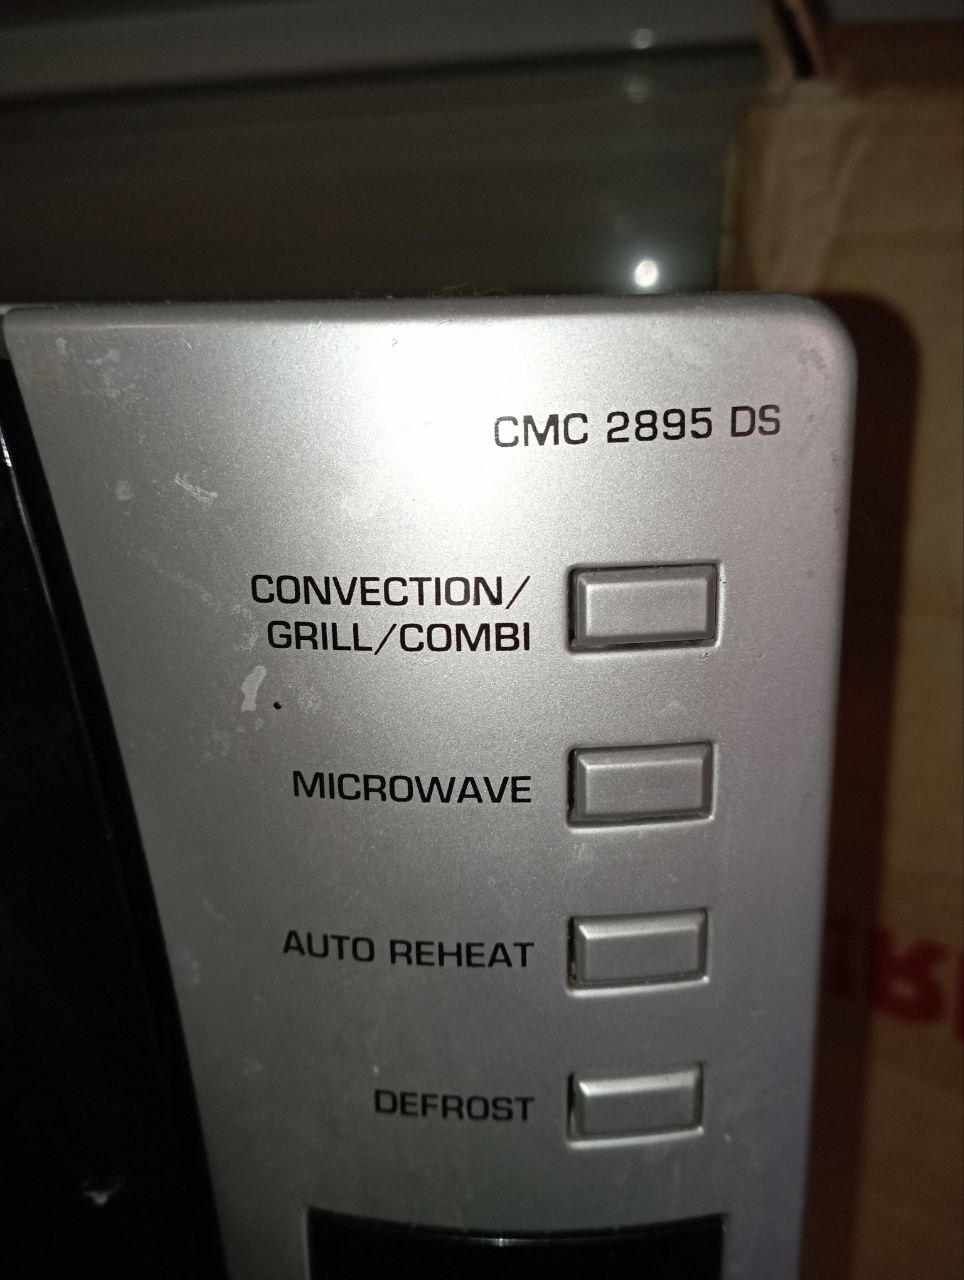 CMC 2895 DS
CONVECTION/
GRILL/COMBI
MICROWAVE
AUTO REHEAT
DEFROST